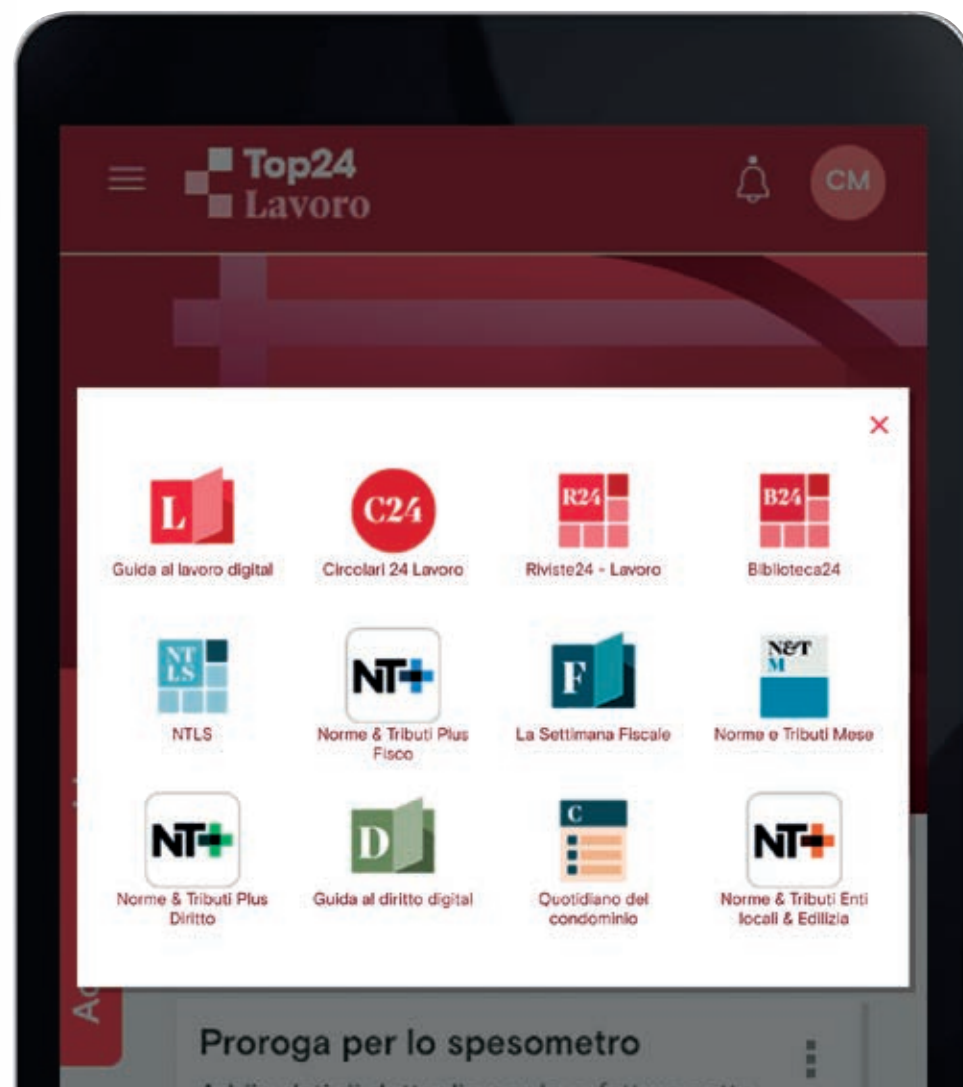 Top24
Lavoro
CM
L
C24
R24
B24
Guida al lavoro digital
Circolari 24 Lavoro
Riviste24 - Lavoro
Biblioteca24
NT
LS
NT+
F
N&T
M
NTLS
Norme & Tributi Plus
Fisco
La Settimana Fiscale
Norme e Tributi Mese
NT+
D
C
NT+
Norme & Tributi Plus
Diritto
Guida al diritto digital
Quotidiano del
condominio
Norme & Tributi Enti
locali & Edilizia
Proroga per lo spesometro